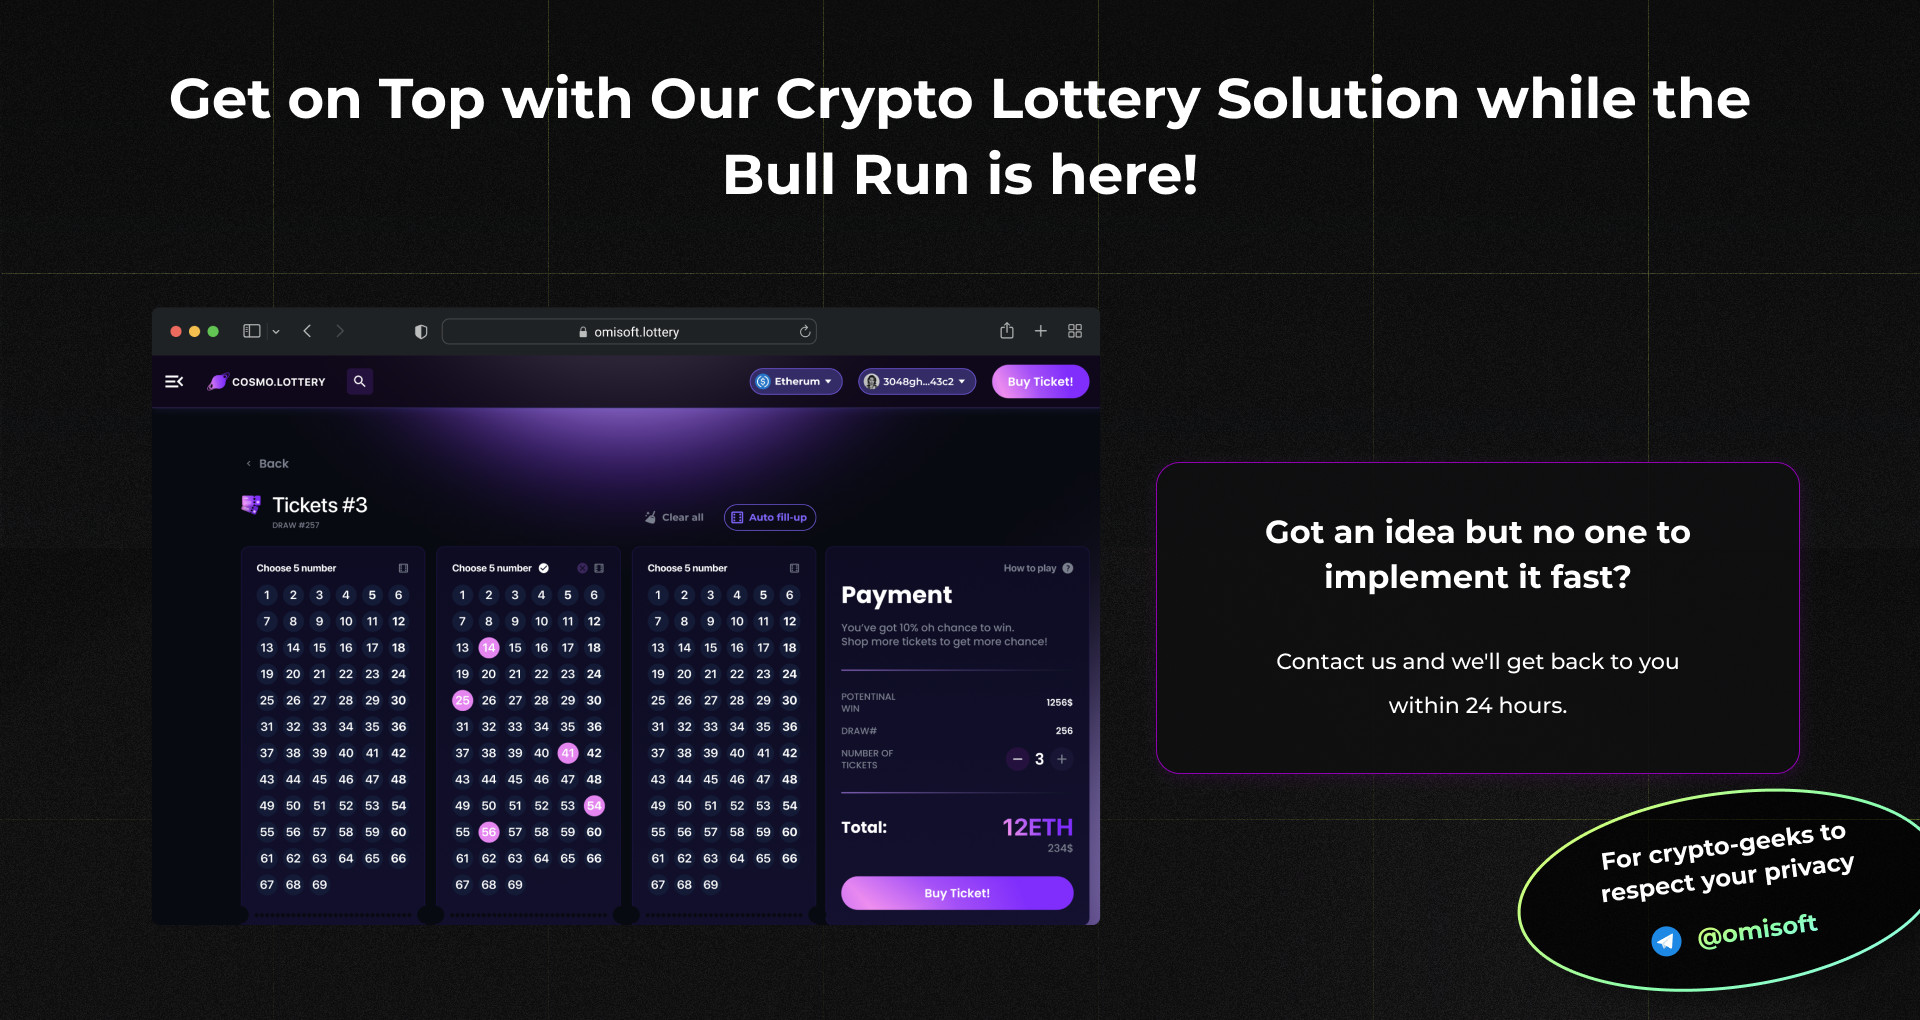 Get on Top with Our Crypto Lottery Solution while the
Bull Run is here!
omisoft.lottery
COSMO.LOTTERY
Etherum
3048gh...43c2
Buy Ticket!
Back
Tickets #3
DRAW #257
Clear all
Auto fill-up
Choose 5 number
1 2 3 4 5 6
7 8 9 10 11 12
13 14 15 16 17 18
19 20 21 22 23 24
25 26 27 28 29 30
31 32 33 34 35 36
37 38 39 40 41 42
43 44 45 46 47 48
49 50 51 52 53 54
55 56 57 58 59 60
61 62 63 64 65 66
67 68 69
Choose 5 number
1 2 3 4 5 6
7 8 9 10 11 12
13 14 15 16 17 18
19 20 21 22 23 24
25 26 27 28 29 30
31 32 33 34 35 36
37 38 39 40 41 42
43 44 45 46 47 48
49 50 51 52 53 54
55 56 57 58 59 60
61 62 63 64 65 66
67 68 69
Choose 5 number
1 2 3 4 5 6
7 8 9 10 11 12
13 14 15 16 17 18
19 20 21 22 23 24
25 26 27 28 29 30
31 32 33 34 35 36
37 38 39 40 41 42
43 44 45 46 47 48
49 50 51 52 53 54
55 56 57 58 59 60
61 62 63 64 65 66
67 68 69
How to play ?
Payment
You've got 10% oh chance to win.
Shop more tickets to get more chance!
POTENTINAL
WIN
1256$
DRAW#
256
NUMBER OF
TICKETS
− 3 +
Total:
12ETH
234$
Buy Ticket!
Got an idea but no one to
implement it fast?
Contact us and we'll get back to you
within 24 hours.
For crypto-geeks to
respect your privacy
@omisoft